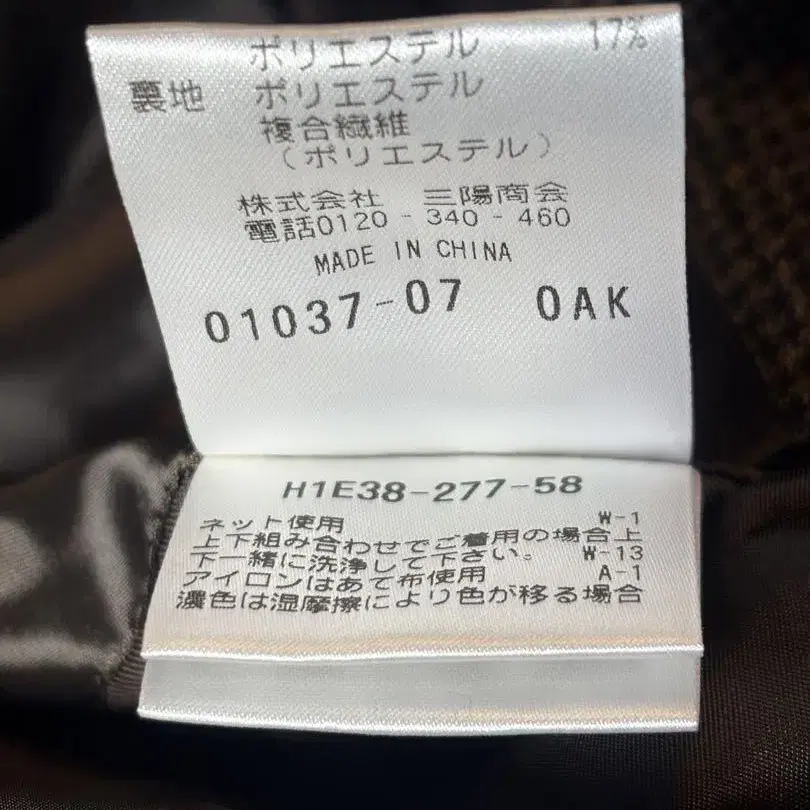 ポリエステル 17%
裏地 ポリエステル
複合繊維
(ポリエステル)
株式会社 三陽商会
電話0120-340-460
MADE IN CHINA
01037-07 OAK
H1E38-277-58
ネット使用 W-1
上下組み合わせでご着用の場合上
下一緒に洗浄して下さい。 W-13
アイロンはあて布使用 A-1
濃色は湿摩擦により色が移る場合